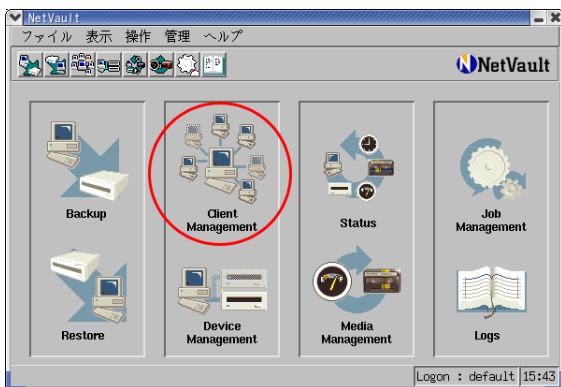 NetVault
ファイル 表示 操作 管理 ヘルプ
NetVault
Backup
Client Management
Status
Job Management
Restore
Device Management
Media Management
Logs
Logon : default 15:43